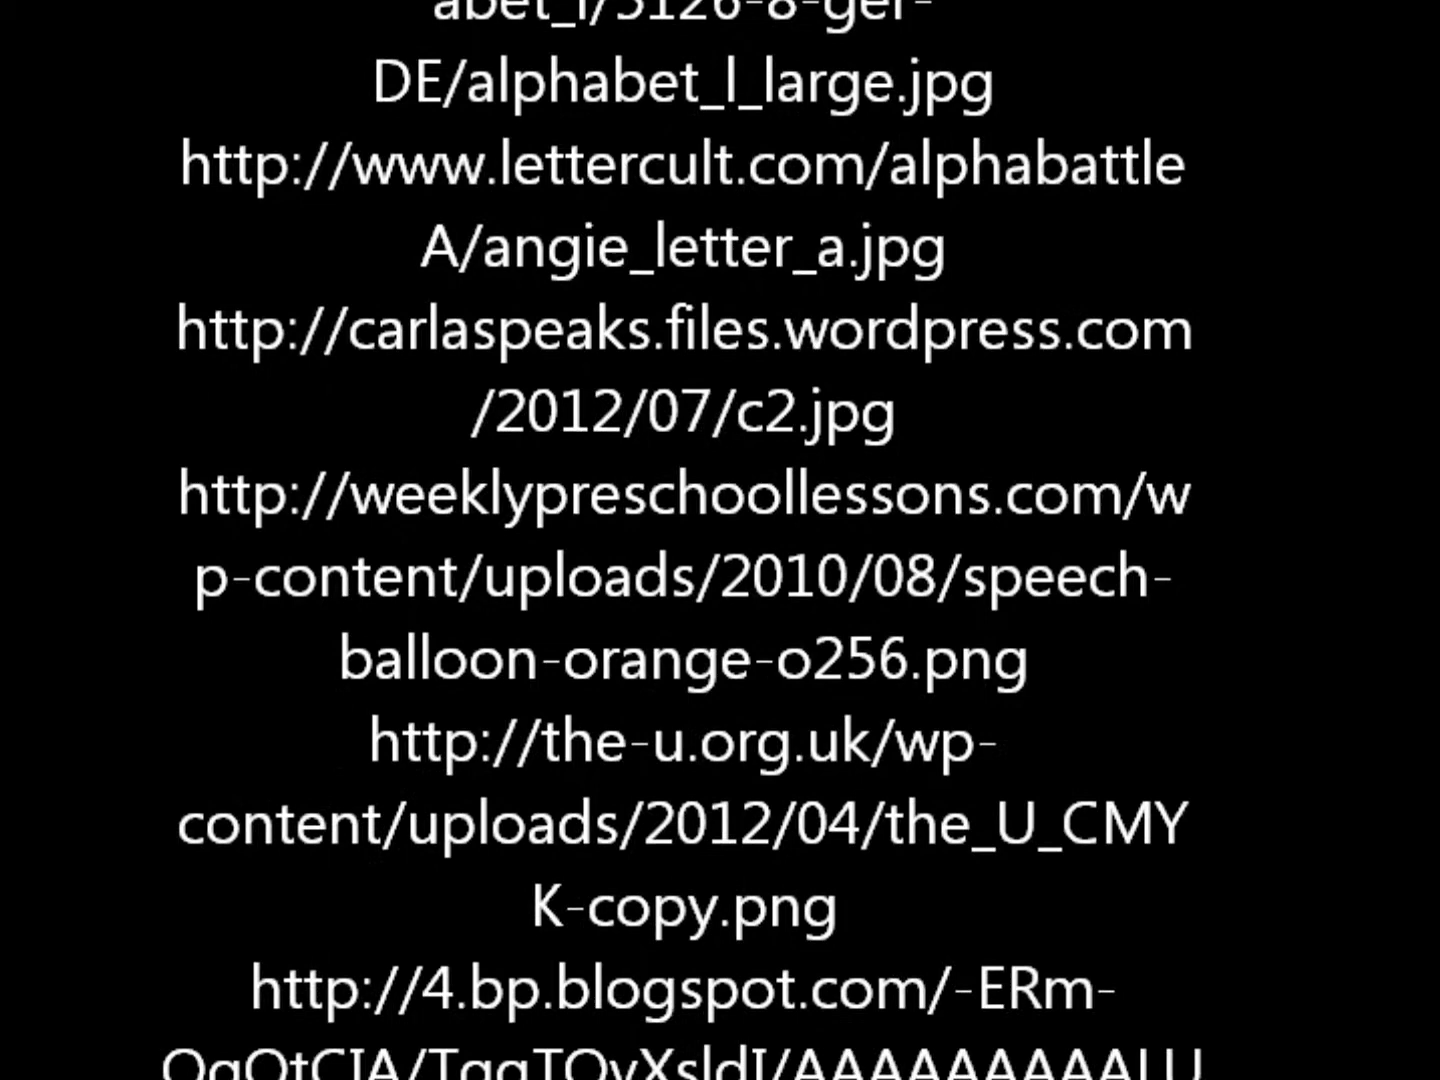 DE/alphabet_l_large.jpg
http://www.lettercult.com/alphabattle
A/angie_letter_a.jpg
http://carlaspeaks.files.wordpress.com
/2012/07/c2.jpg
http://weeklypreschoollessons.com/w
p-content/uploads/2010/08/speech-
balloon-orange-o256.png
http://the-u.org.uk/wp-
content/uploads/2012/04/the_U_CMY
K-copy.png
http://4.bp.blogspot.com/-ERm-